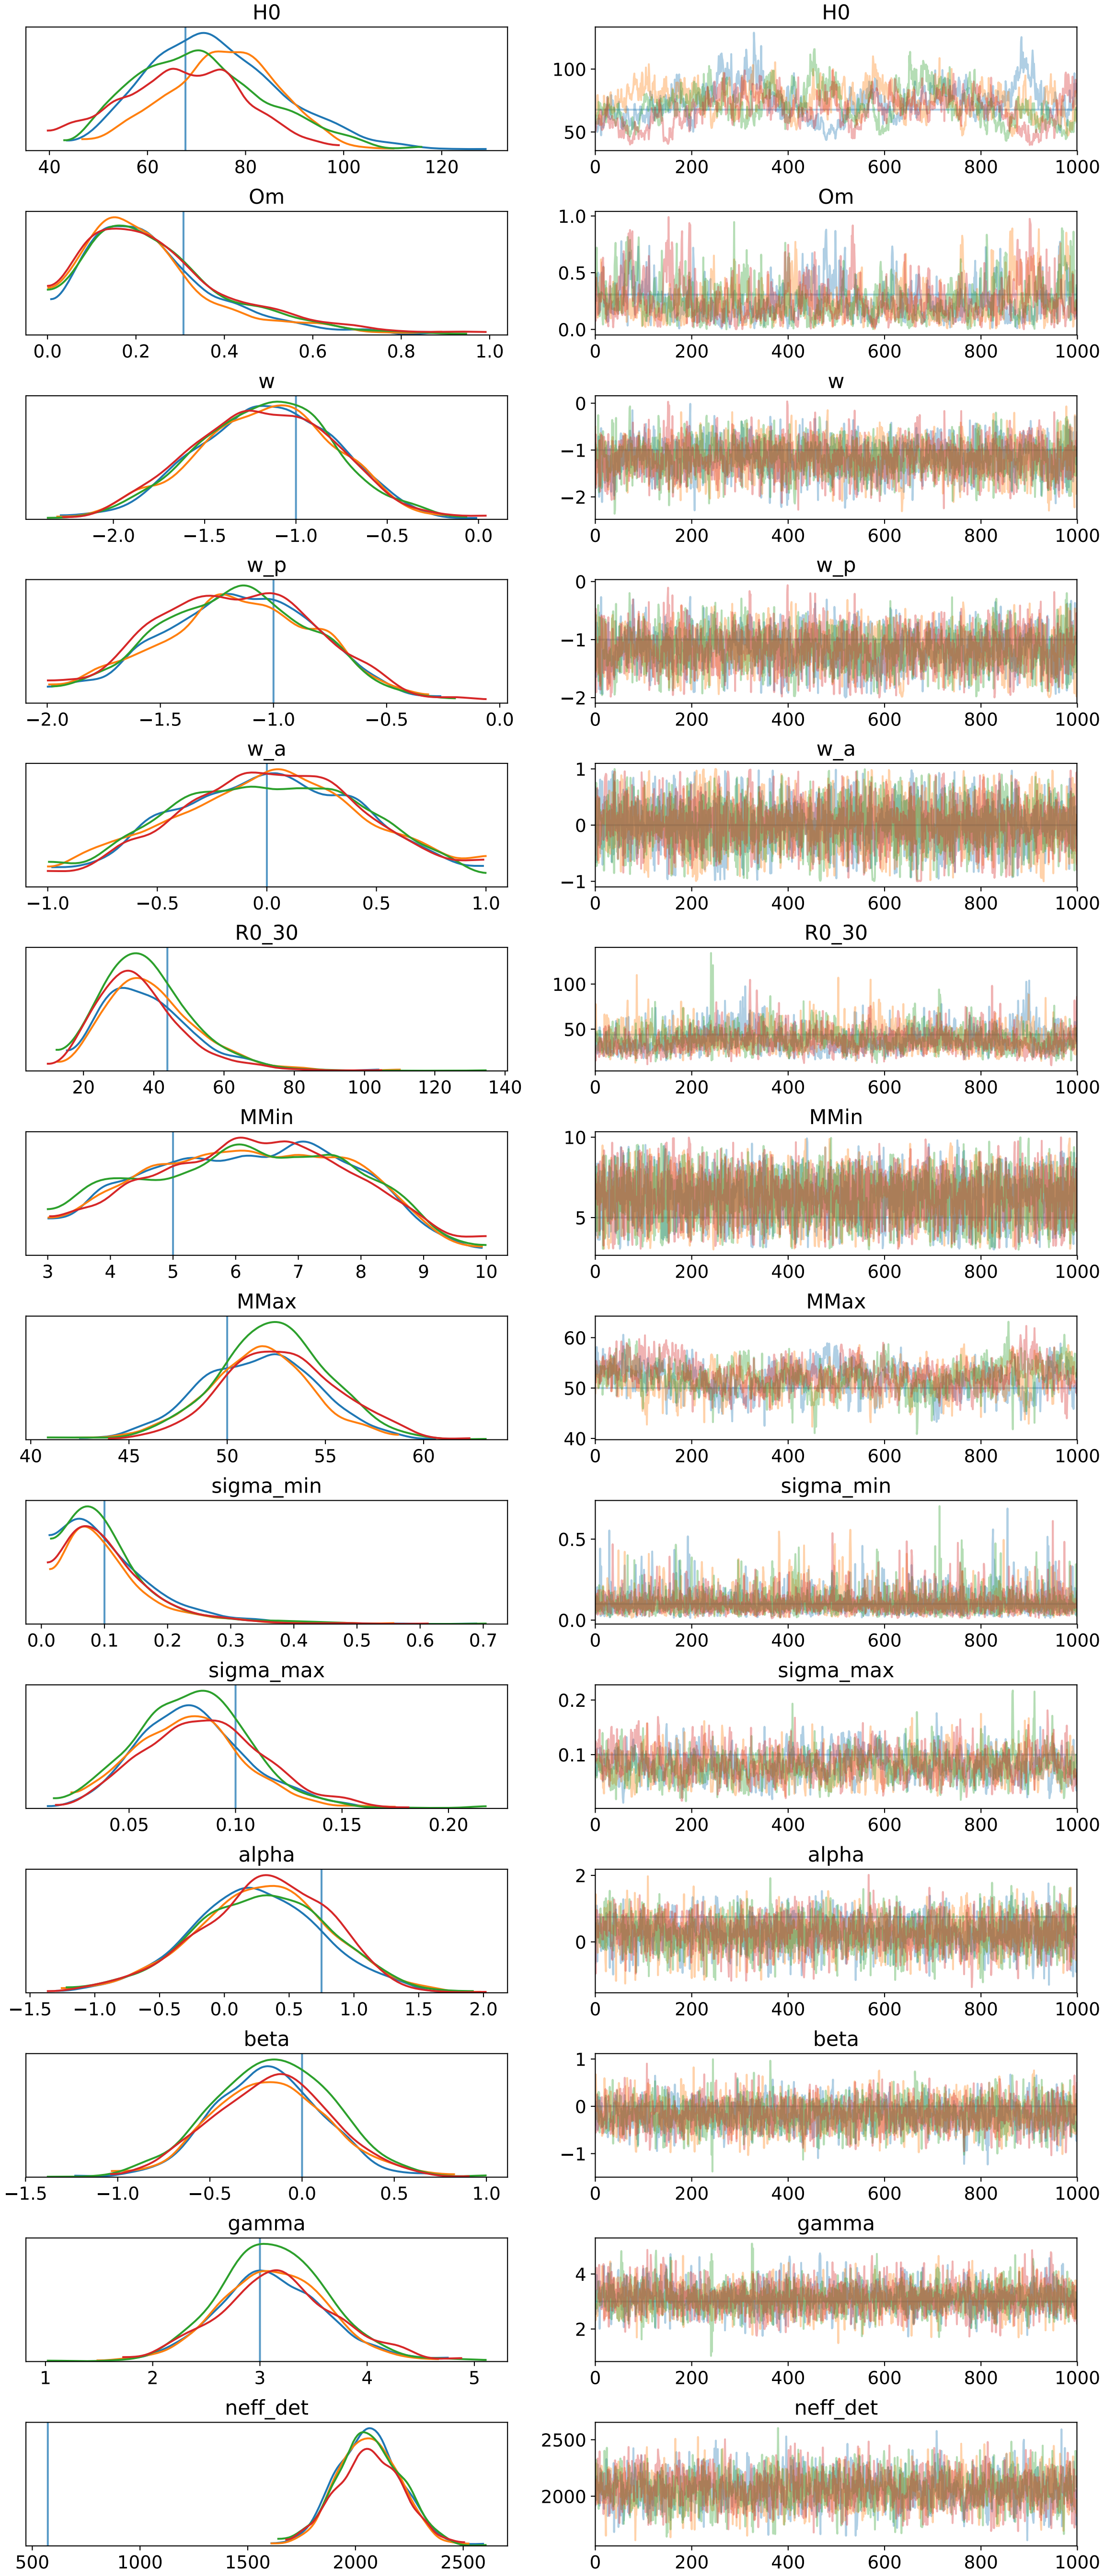 H0 H0
100
50
40 60 80 100 120 0 200 400 600 800 1000
Om Om
1.0
0.5
0.0
0.0 0.2 0.4 0.6 0.8 1.0 0 200 400 600 800 1000
w w
0
−1
−2
−2.0 −1.5 −1.0 −0.5 0.0 0 200 400 600 800 1000
w_p w_p
0
−1
−2
−2.0 −1.5 −1.0 −0.5 0.0 0 200 400 600 800 1000
w_a w_a
1
0
−1
−1.0 −0.5 0.0 0.5 1.0 0 200 400 600 800 1000
R0_30 R0_30
100
50
20 40 60 80 100 120 140 0 200 400 600 800 1000
MMin MMin
10
5
3 4 5 6 7 8 9 10 0 200 400 600 800 1000
MMax MMax
60
50
40
40 45 50 55 60 0 200 400 600 800 1000
sigma_min sigma_min
0.5
0.0
0.0 0.1 0.2 0.3 0.4 0.5 0.6 0.7 0 200 400 600 800 1000
sigma_max sigma_max
0.2
0.1
0.05 0.10 0.15 0.20 0 200 400 600 800 1000
alpha alpha
2
0
−1.5 −1.0 −0.5 0.0 0.5 1.0 1.5 2.0 0 200 400 600 800 1000
beta beta
1
0
−1
−1.5 −1.0 −0.5 0.0 0.5 1.0 0 200 400 600 800 1000
gamma gamma
4
2
1 2 3 4 5 0 200 400 600 800 1000
neff_det neff_det
2500
2000
500 1000 1500 2000 2500 0 200 400 600 800 1000